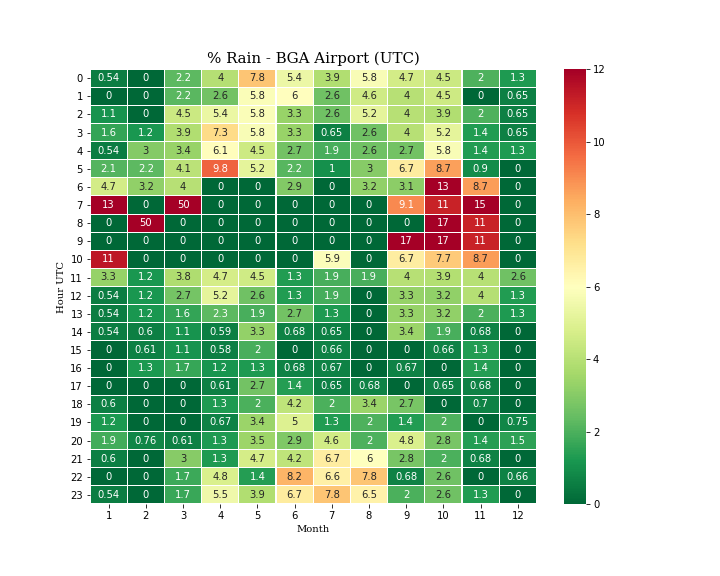 % Rain - BGA Airport (UTC)
0 0.54 0 2.2 4 7.8 5.4 3.9 5.8 4.7 4.5 2 1.3
1 0 0 2.2 2.6 5.8 6 2.6 4.6 4 4.5 0 0.65
2 1.1 0 4.5 5.4 5.8 3.3 2.6 5.2 4 3.9 2 0.65
3 1.6 1.2 3.9 7.3 5.8 3.3 0.65 2.6 4 5.2 1.4 0.65
4 0.54 3 3.4 6.1 4.5 2.7 1.9 2.6 2.7 5.8 1.4 1.3
5 2.1 2.2 4.1 9.8 5.2 2.2 1 3 6.7 8.7 0.9 0
6 4.7 3.2 4 0 0 2.9 0 3.2 3.1 13 8.7 0
7 13 0 50 0 0 0 0 0 9.1 11 15 0
8 0 50 0 0 0 0 0 0 0 17 11 0
9 0 0 0 0 0 0 0 0 17 17 11 0
10 11 0 0 0 0 0 5.9 0 6.7 7.7 8.7 0
11 3.3 1.2 3.8 4.7 4.5 1.3 1.9 1.9 4 3.9 4 2.6
12 0.54 1.2 2.7 5.2 2.6 1.3 1.9 0 3.3 3.2 4 1.3
13 0.54 1.2 1.6 2.3 1.9 2.7 1.3 0 3.3 3.2 2 1.3
14 0.54 0.6 1.1 0.59 3.3 0.68 0.65 0 3.4 1.9 0.68 0
15 0 0.61 1.1 0.58 2 0 0.66 0 0 0.66 1.3 0
16 0 1.3 1.7 1.2 1.3 0.68 0.67 0 0.67 0 1.4 0
17 0 0 0 0.61 2.7 1.4 0.65 0.68 0 0.65 0.68 0
18 0.6 0 0 1.3 2 4.2 2 3.4 2.7 0 0.7 0
19 1.2 0 0 0.67 3.4 5 1.3 2 1.4 2 0 0.75
20 1.9 0.76 0.61 1.3 3.5 2.9 4.6 2 4.8 2.8 1.4 1.5
21 0.6 0 3 1.3 4.7 4.2 6.7 6 2.8 2 0.68 0
22 0 0 1.7 4.8 1.4 8.2 6.6 7.8 0.68 2.6 0 0.66
23 0.54 0 1.7 5.5 3.9 6.7 7.8 6.5 2 2.6 1.3 0
1 2 3 4 5 6 7 8 9 10 11 12
Month
Hour UTC
12
10
8
6
4
2
0